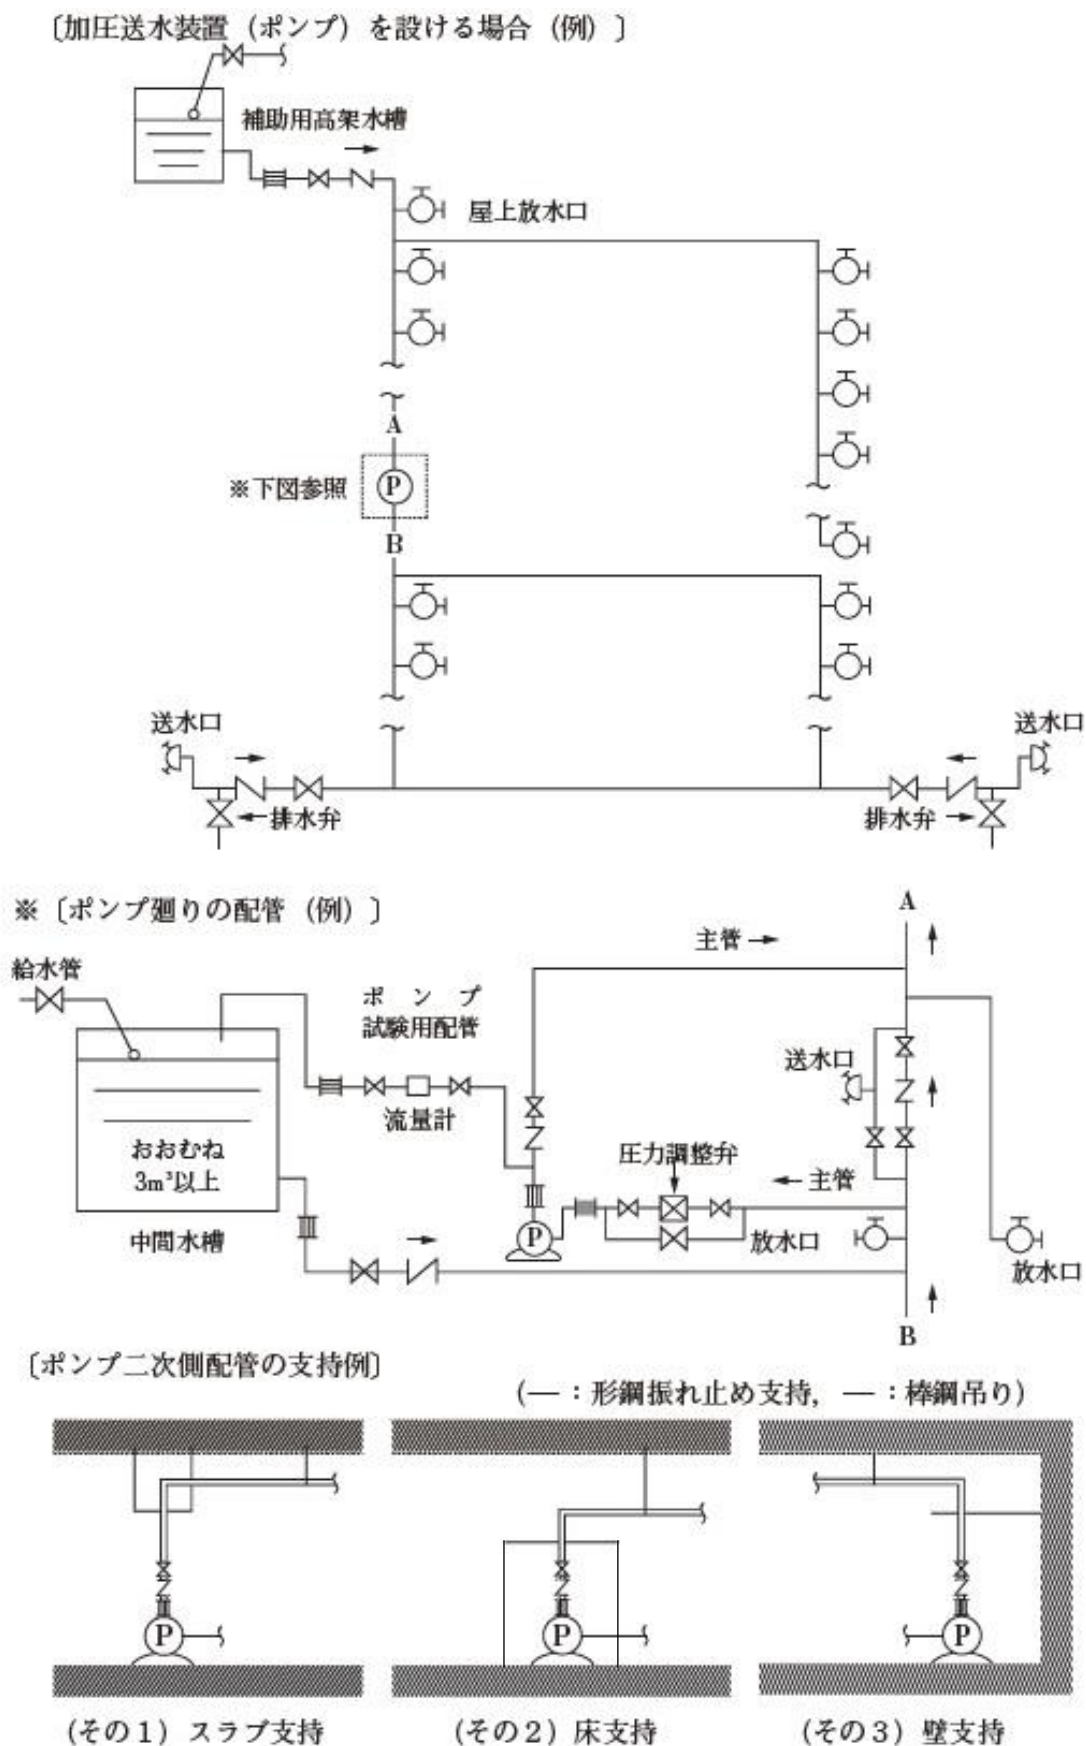 〔加圧送水装置（ポンプ）を設ける場合（例）〕
補助用高架水槽
屋上放水口
A
※下図参照
P
B
送水口
送水口
排水弁
排水弁
※〔ポンプ廻りの配管（例）〕
A
主管
給水管
ポンプ
試験用配管
送水口
流量計
おおむね
3m³以上
圧力調整弁
主管
中間水槽
P
放水口
放水口
B
〔ポンプ二次側配管の支持例〕
（―：形鋼振れ止め支持，―：棒鋼吊り）
P
P
P
（その１）スラブ支持
（その２）床支持
（その３）壁支持